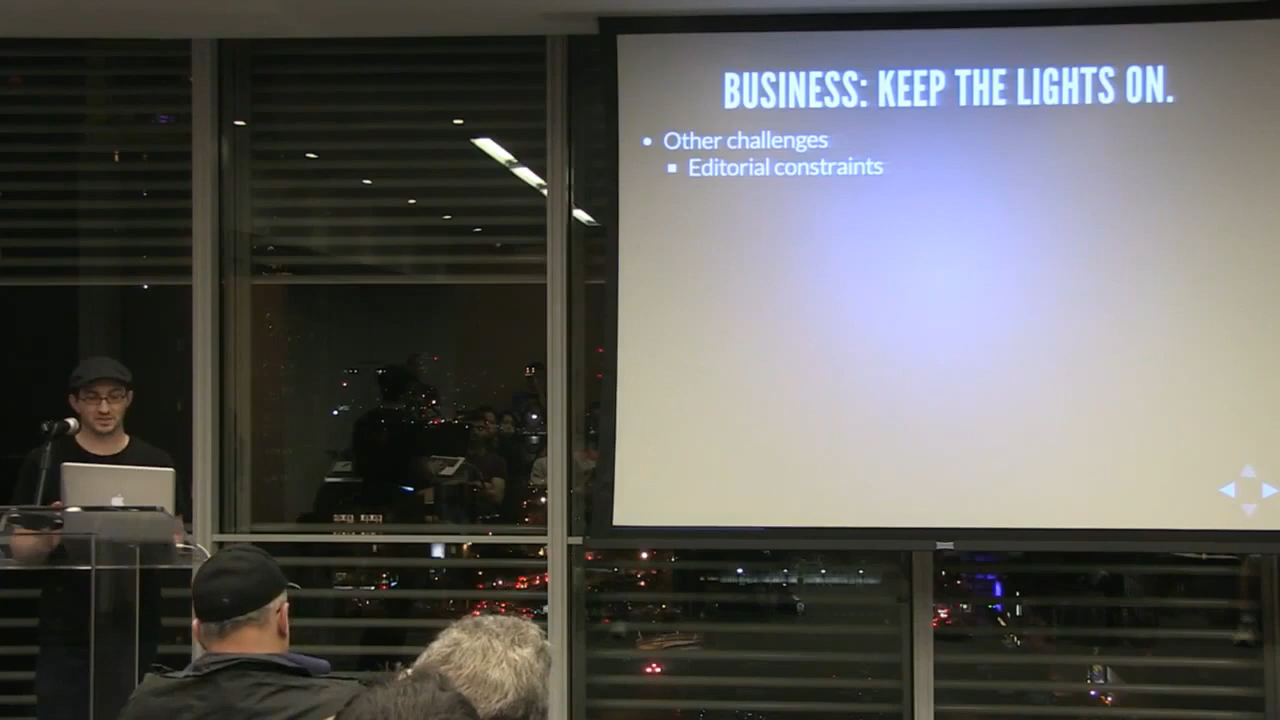 BUSINESS: KEEP THE LIGHTS ON.
Other challenges
Editorial constraints